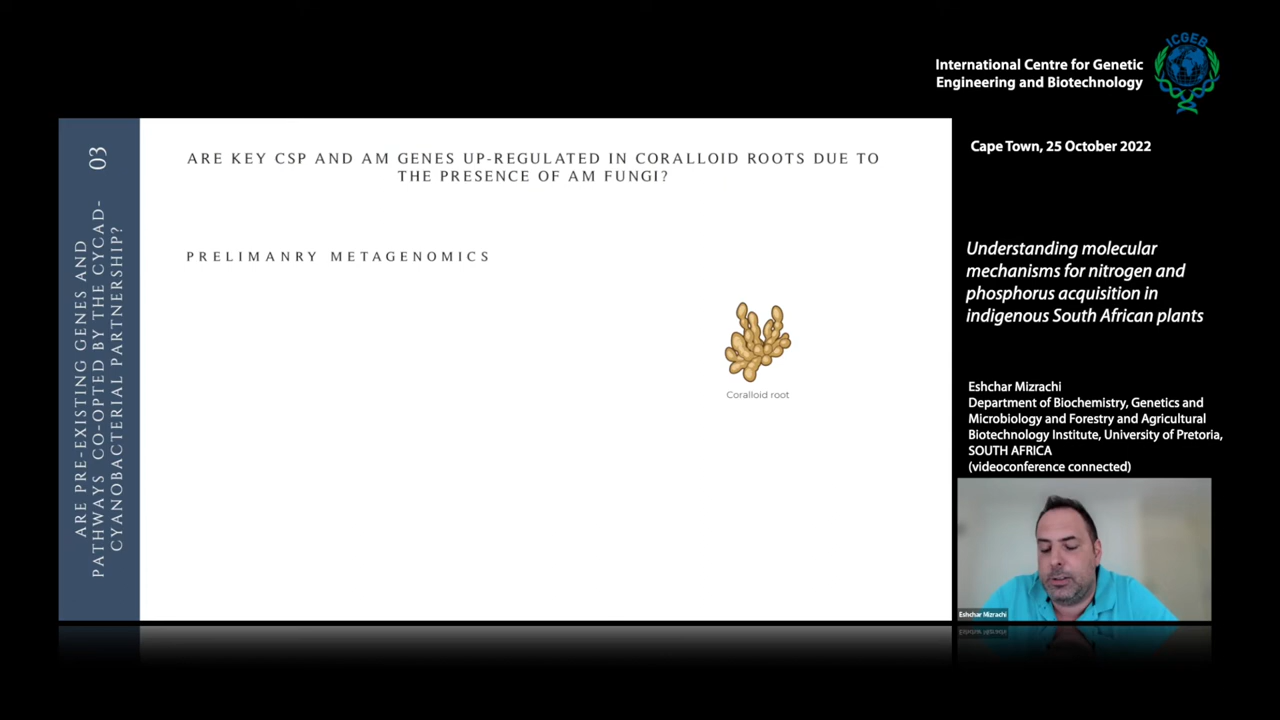 ICGEB
International Centre for Genetic
Engineering and Biotechnology
Cape Town, 25 October 2022
03
ARE PRE-EXISTING GENES AND
PATHWAYS CO-OPTED BY THE CYCAD-
CYANOBACTERIAL PARTNERSHIP?
ARE KEY CSP AND AM GENES UP-REGULATED IN CORALLOID ROOTS DUE TO
THE PRESENCE OF AM FUNGI?
PRELIMANRY METAGENOMICS
Coralloid root
Understanding molecular
mechanisms for nitrogen and
phosphorus acquisition in
indigenous South African plants
Eshchar Mizrachi
Department of Biochemistry, Genetics and
Microbiology and Forestry and Agricultural
Biotechnology Institute, University of Pretoria,
SOUTH AFRICA
(videoconference connected)
Eshchar Mizrachi